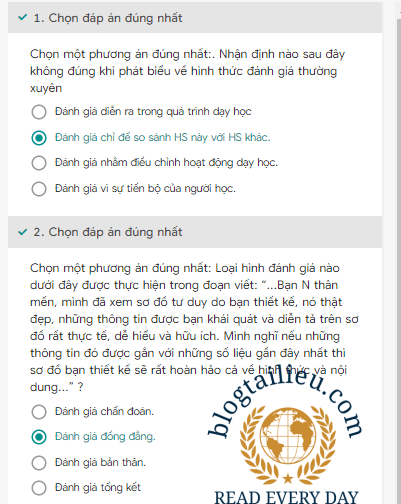 1. Chọn đáp án đúng nhất
Chọn một phương án đúng nhất:. Nhận định nào sau đây
không đúng khi phát biểu về hình thức đánh giá thường
xuyên
Đánh giá diễn ra trong quá trình dạy học
Đánh giá chỉ để so sánh HS này với HS khác.
Đánh giá nhằm điều chỉnh hoạt động dạy học.
Đánh giá vì sự tiến bộ của người học.
2. Chọn đáp án đúng nhất
Chọn một phương án đúng nhất: Loại hình đánh giá nào
dưới đây được thực hiện trong đoạn viết: “...Bạn N thân
mến, mình đã xem sơ đồ tư duy do bạn thiết kế, nó thật
đẹp, những thông tin được bạn khái quát và diễn tả trên sơ
đồ rất thực tế, dễ hiểu và hữu ích. Mình nghĩ nếu những
thông tin đó được gắn với những số liệu gần đây nhất thì
sơ đồ bạn thiết kế sẽ rất hoàn hảo cả về hình thức và nội
dung...” ?
Đánh giá chẩn đoán.
Đánh giá đồng đẳng.
Đánh giá bản thân.
Đánh giá tổng kết
blogtailieu.com
READ EVERY DAY